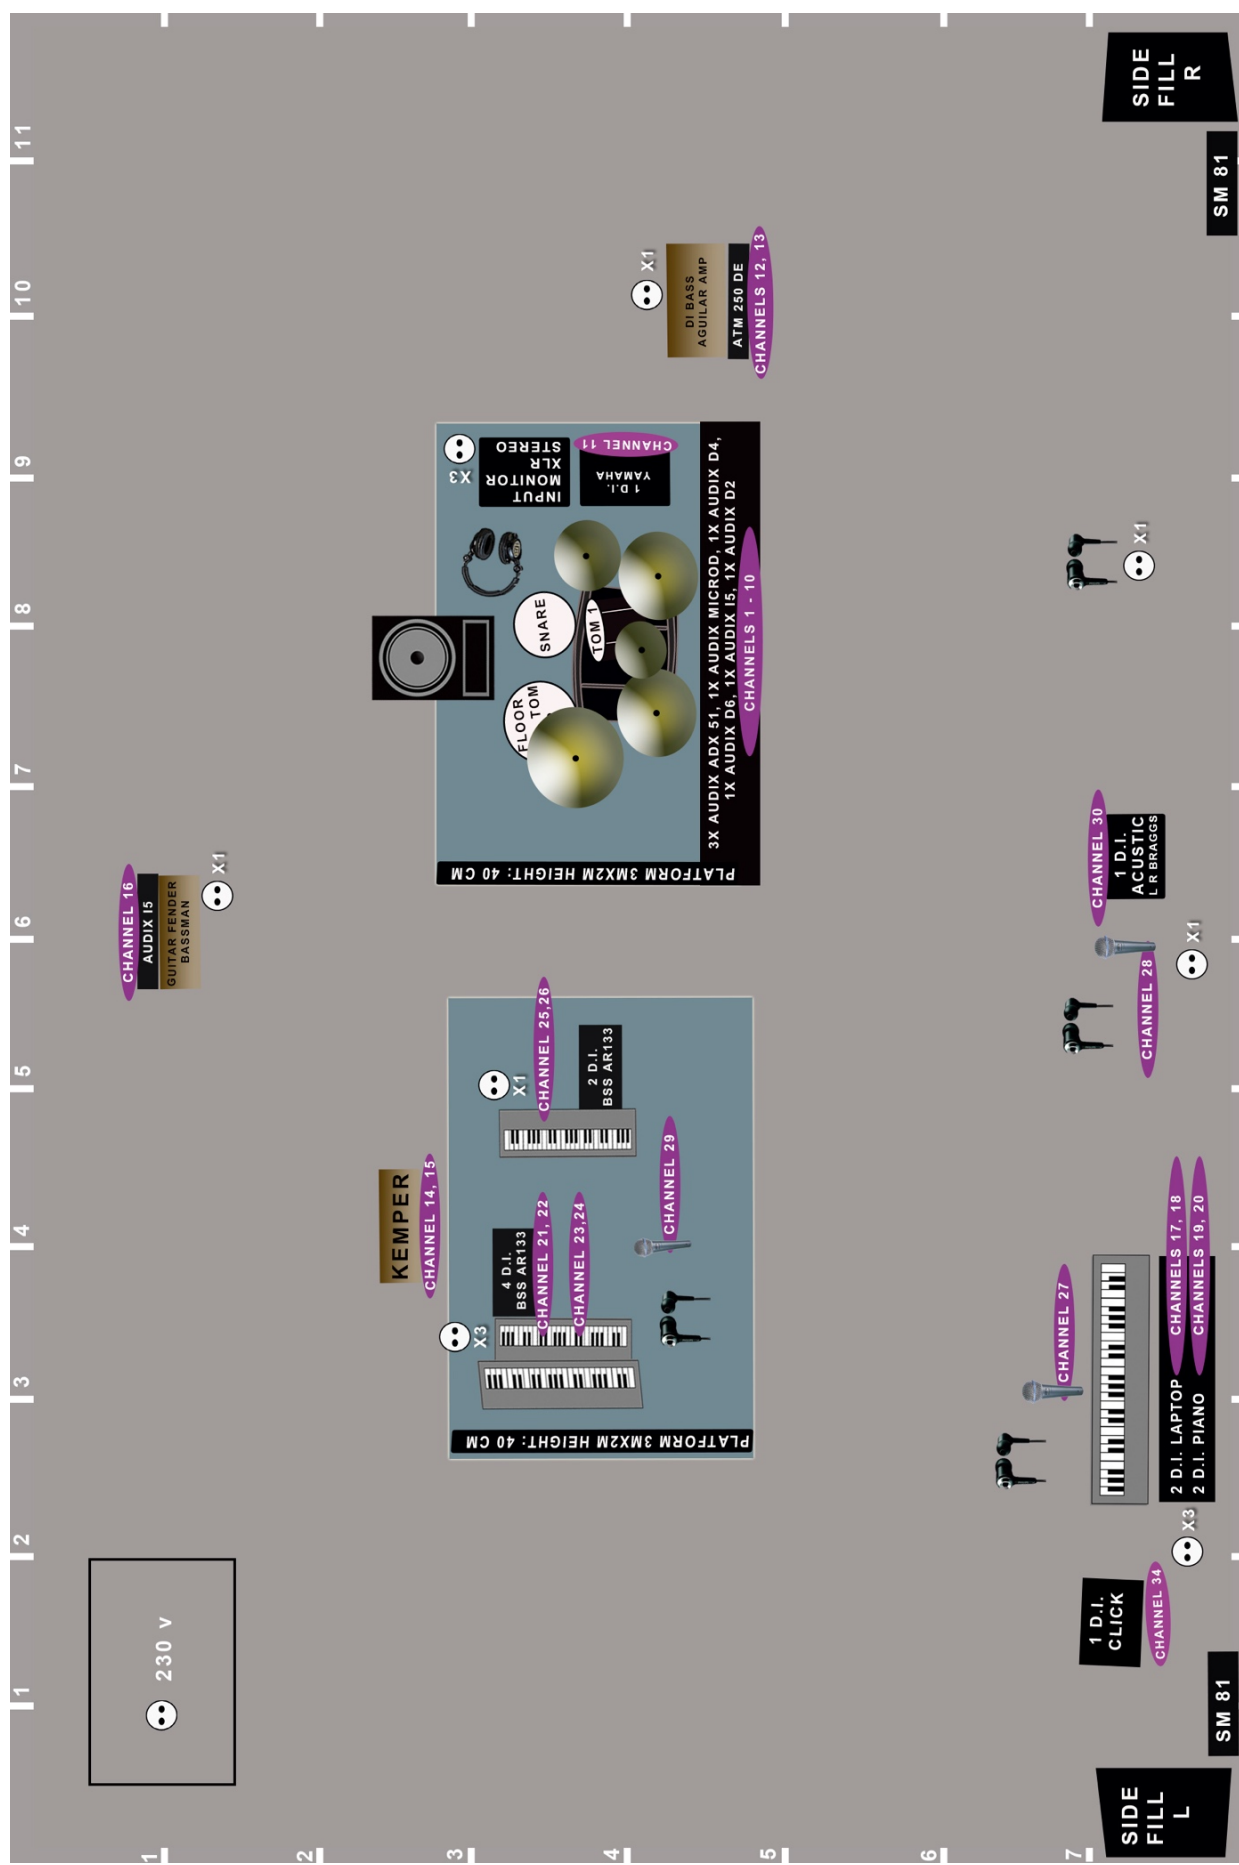 1
2
3
4
5
6
7
8
9
10
11
1
2
3
4
5
6
7
230 V
X1
CHANNEL 16
AUDIX I5
GUITAR FENDER
BASSMAN
X1
KEMPER
CHANNEL 14, 15
PLATFORM 3MX2M HEIGHT: 40 CM
X3
4 D.I.
BSS AR133
CHANNEL 21, 22
CHANNEL 23,24
X1
CHANNEL 25,26
2 D.I.
BSS AR133
CHANNEL 29
PLATFORM 3MX2M HEIGHT: 40 CM
FLOOR
TOM
SNARE
TOM 1
X3
INPUT
MONITOR
XLR
STEREO
1 D.I.
YAMAHA
CHANNEL 11
3X AUDIX ADX 51, 1X AUDIX MICROD, 1X AUDIX D4,
1X AUDIX D6, 1X AUDIX I5, 1X AUDIX D2
CHANNELS 1 - 10
DI BASS
AGUILAR AMP
ATM 250 DE
CHANNELS 12, 13
CHANNEL 27
2 D.I. LAPTOP
CHANNELS 17, 18
2 D.I. PIANO
CHANNELS 19, 20
X3
1 D.I.
CLICK
CHANNEL 34
CHANNEL 28
X1
CHANNEL 30
1 D.I.
ACUSTIC
L R BRAGGS
X1
SIDE
FILL
L
SM 81
SM 81
SIDE
FILL
R